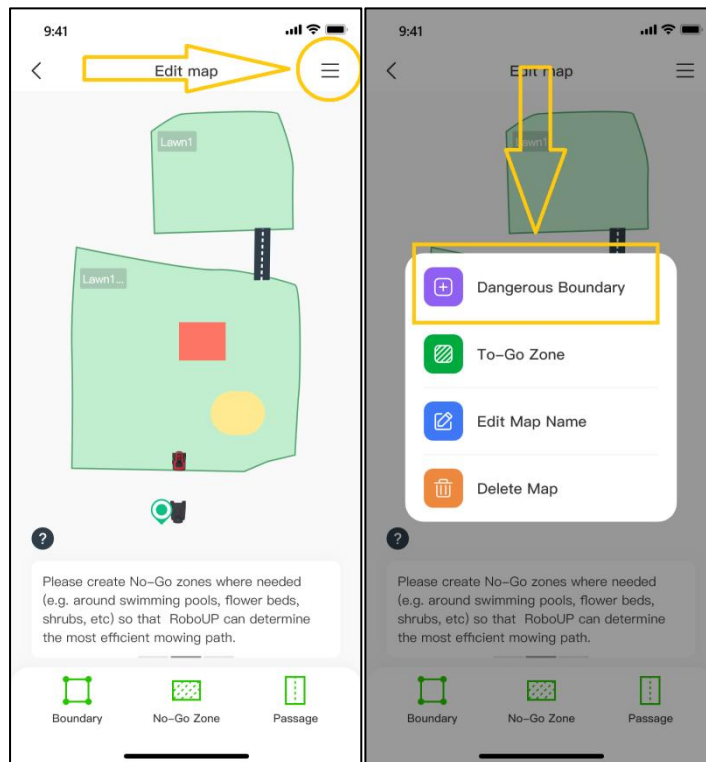 9:41
Edit map
Lawn1
Lawn1...
?
Please create No-Go zones where needed
(e.g. around swimming pools, flower beds,
shrubs, etc) so that RoboUP can determine
the most efficient mowing path.
Boundary No-Go Zone Passage
9:41
Edit map
Lawn1
Dangerous Boundary
To-Go Zone
Edit Map Name
Delete Map
?
Please create No-Go zones where needed
(e.g. around swimming pools, flower beds,
shrubs, etc) so that RoboUP can determine
the most efficient mowing path.
Boundary No-Go Zone Passage